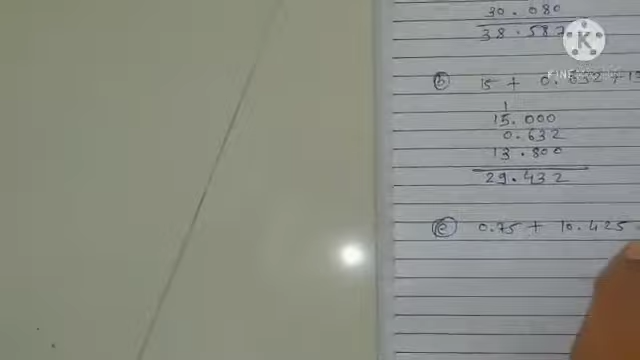 30.080
38.587
(b) 15 + 0.632 + 13
1
15.000
0.632
13.800
29.432
(c) 0.75 + 10.425
K